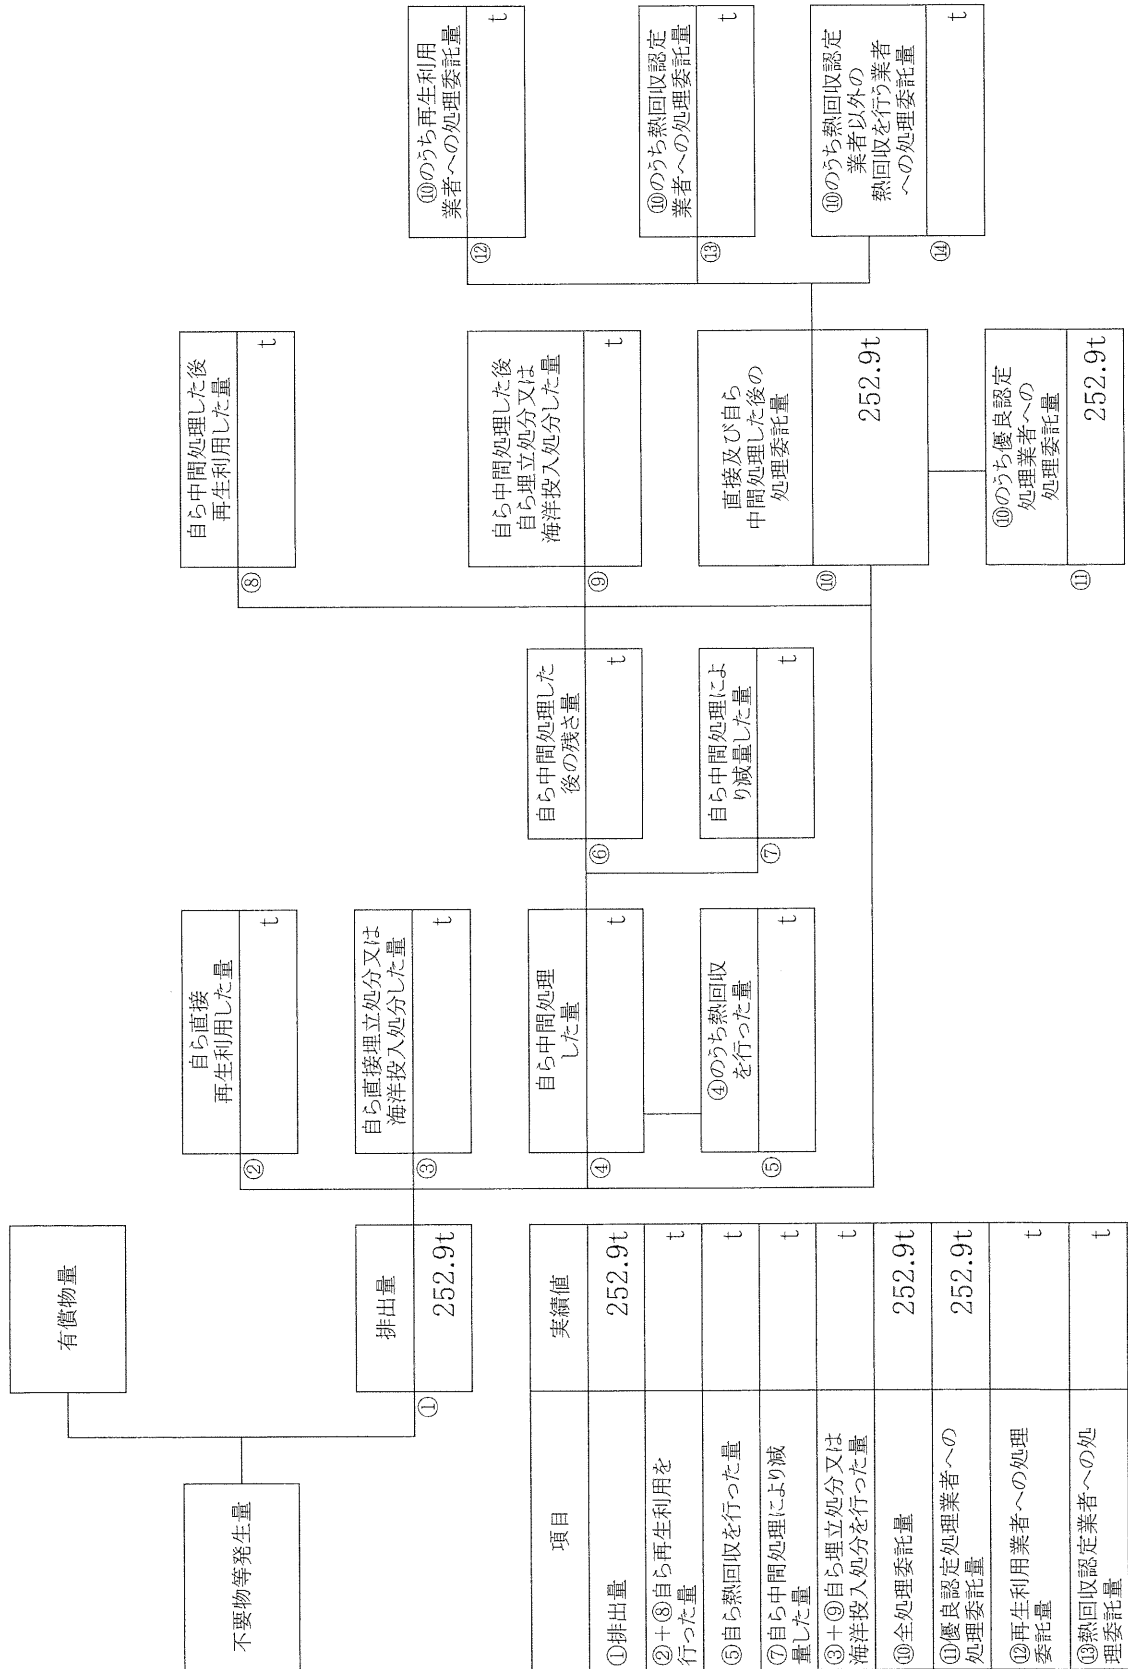 不要物等発生量
有償物量
排出量
①
252.9t
自ら直接
再生利用した量
②
t
自ら直接埋立処分又は
海洋投入処分した量
③
t
自ら中間処理
した量
④
t
④のうち熱回収
を行った量
⑤
t
自ら中間処理した
後の残さ量
⑥
t
自ら中間処理によ
り減量した量
⑦
t
自ら中間処理した後
再生利用した量
⑧
t
自ら中間処理した後
自ら埋立処分又は
海洋投入処分した量
⑨
t
直接及び自ら
中間処理した後の
処理委託量
⑩
252.9t
⑩のうち優良認定
処理業者への
処理委託量
⑪
252.9t
⑩のうち再生利用
業者への処理委託量
⑫
t
⑩のうち熱回収認定
業者への処理委託量
⑬
t
⑩のうち熱回収認定
業者以外の
熱回収を行う業者
への処理委託量
⑭
t
項目 実績値
①排出量 252.9t
②+⑧自ら再生利用を
行った量 t
⑤自ら熱回収を行った量 t
⑦自ら中間処理により減
量した量 t
③+⑨自ら埋立処分又は
海洋投入処分を行った量 t
⑩全処理委託量 252.9t
⑪優良認定処理業者への
処理委託量 252.9t
⑫再生利用業者への処理
委託量 t
⑬熱回収認定業者への処
理委託量 t